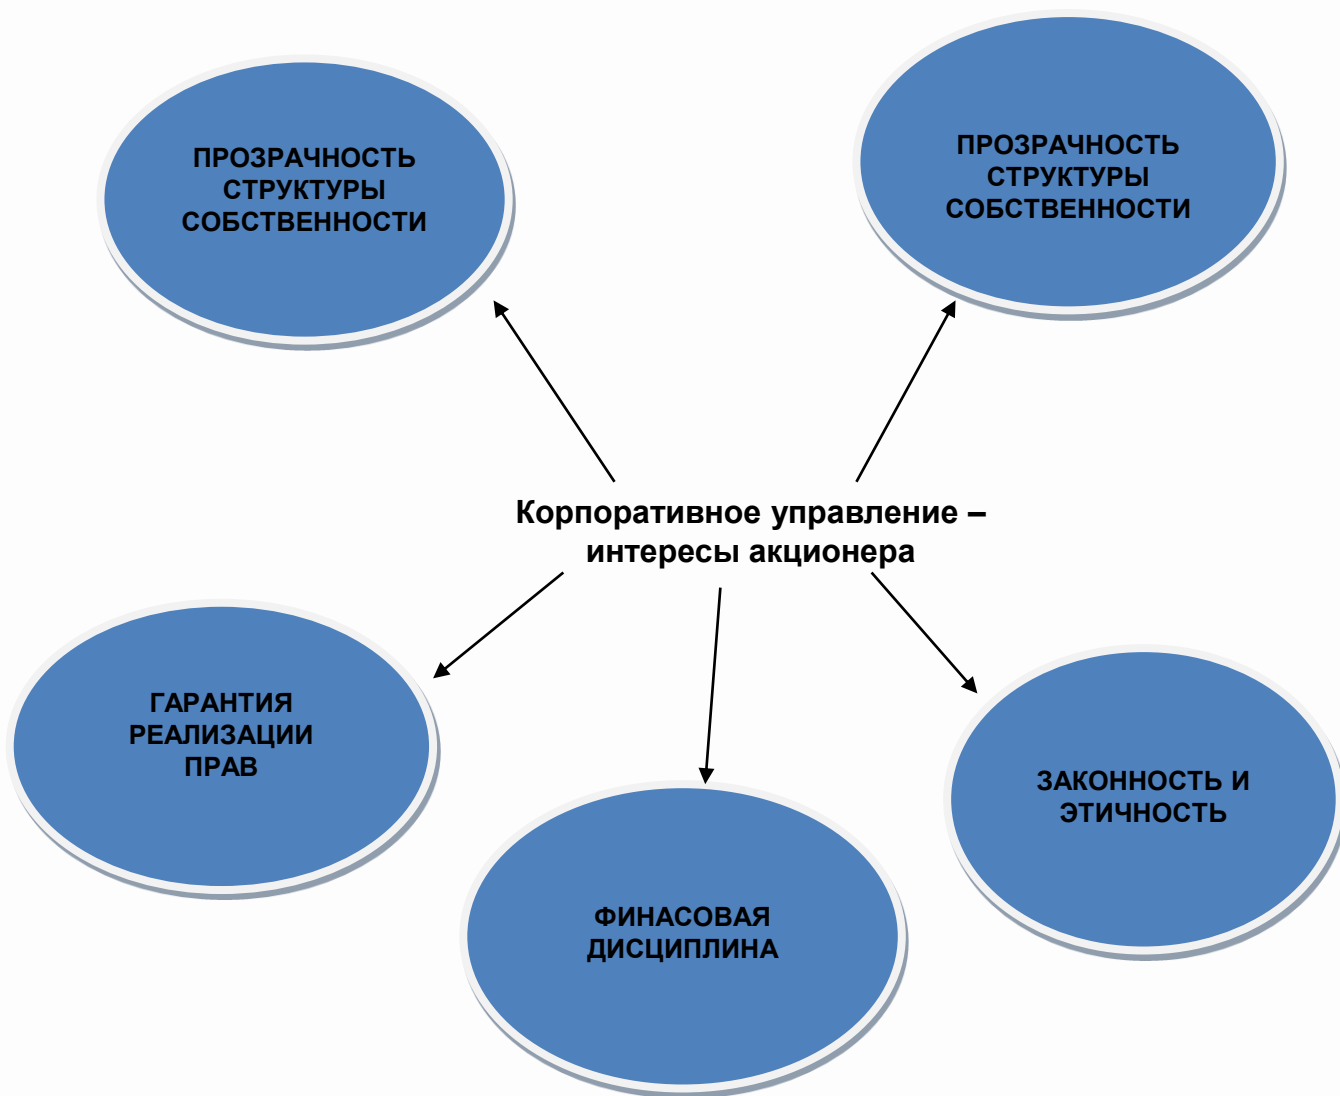 ПРОЗРАЧНОСТЬ
СТРУКТУРЫ
СОБСТВЕННОСТИ
ПРОЗРАЧНОСТЬ
СТРУКТУРЫ
СОБСТВЕННОСТИ
Корпоративное управление –
интересы акционера
ГАРАНТИЯ
РЕАЛИЗАЦИИ
ПРАВ
ФИНАСОВАЯ
ДИСЦИПЛИНА
ЗАКОННОСТЬ И
ЭТИЧНОСТЬ